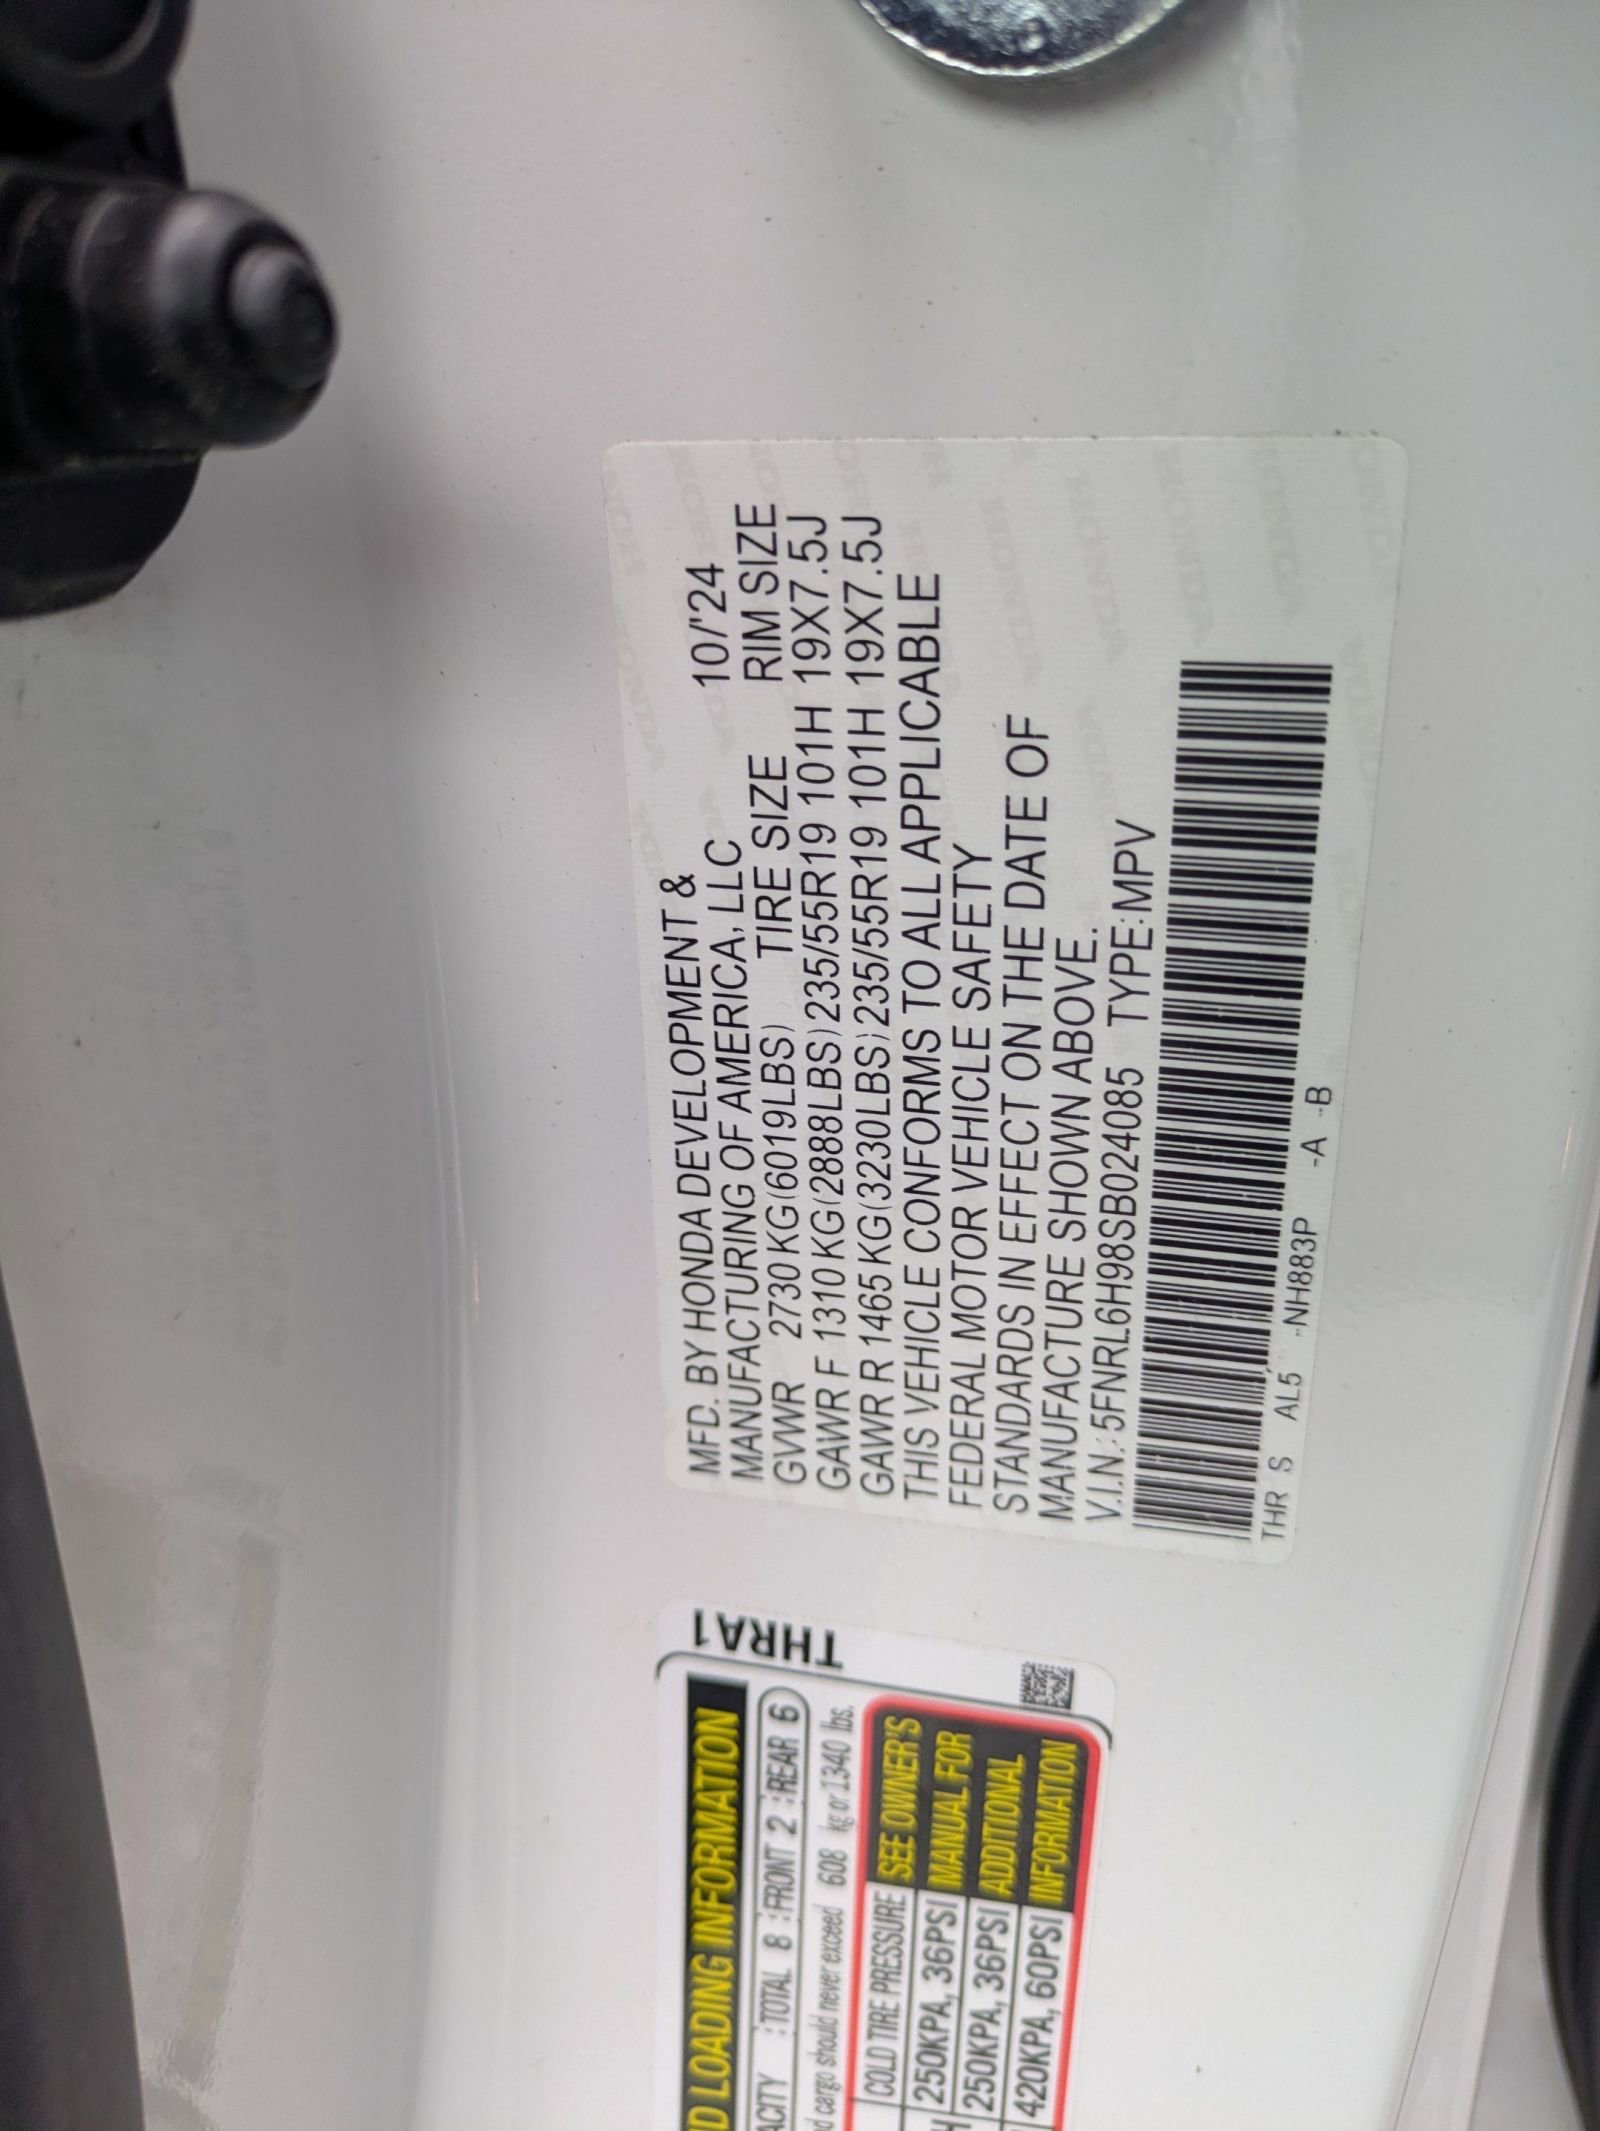 MFD. BY HONDA DEVELOPMENT &
MANUFACTURING OF AMERICA, LLC 10/'24
GVWR 2730 KG(6019LBS) TIRE SIZE RIM SIZE
GAWR F 1310 KG(2888LBS) 235/55R19 101H 19X7.5J
GAWR R 1465 KG(3230LBS) 235/55R19 101H 19X7.5J
THIS VEHICLE CONFORMS TO ALL APPLICABLE
FEDERAL MOTOR VEHICLE SAFETY
STANDARDS IN EFFECT ON THE DATE OF
MANUFACTURE SHOWN ABOVE.
V.I.N.: 5FNRL6H98SB024085 TYPE: MPV
THR S AL5 -NH883P -A -B
THRA1
LOADING INFORMATION
TOTAL 8 FRONT 2 REAR 6
cargo should never exceed 608 kg or 1340 lbs.
COLD TIRE PRESSURE
250KPA, 36PSI
250KPA, 36PSI
420KPA, 60PSI
SEE OWNER'S
MANUAL FOR
ADDITIONAL
INFORMATION